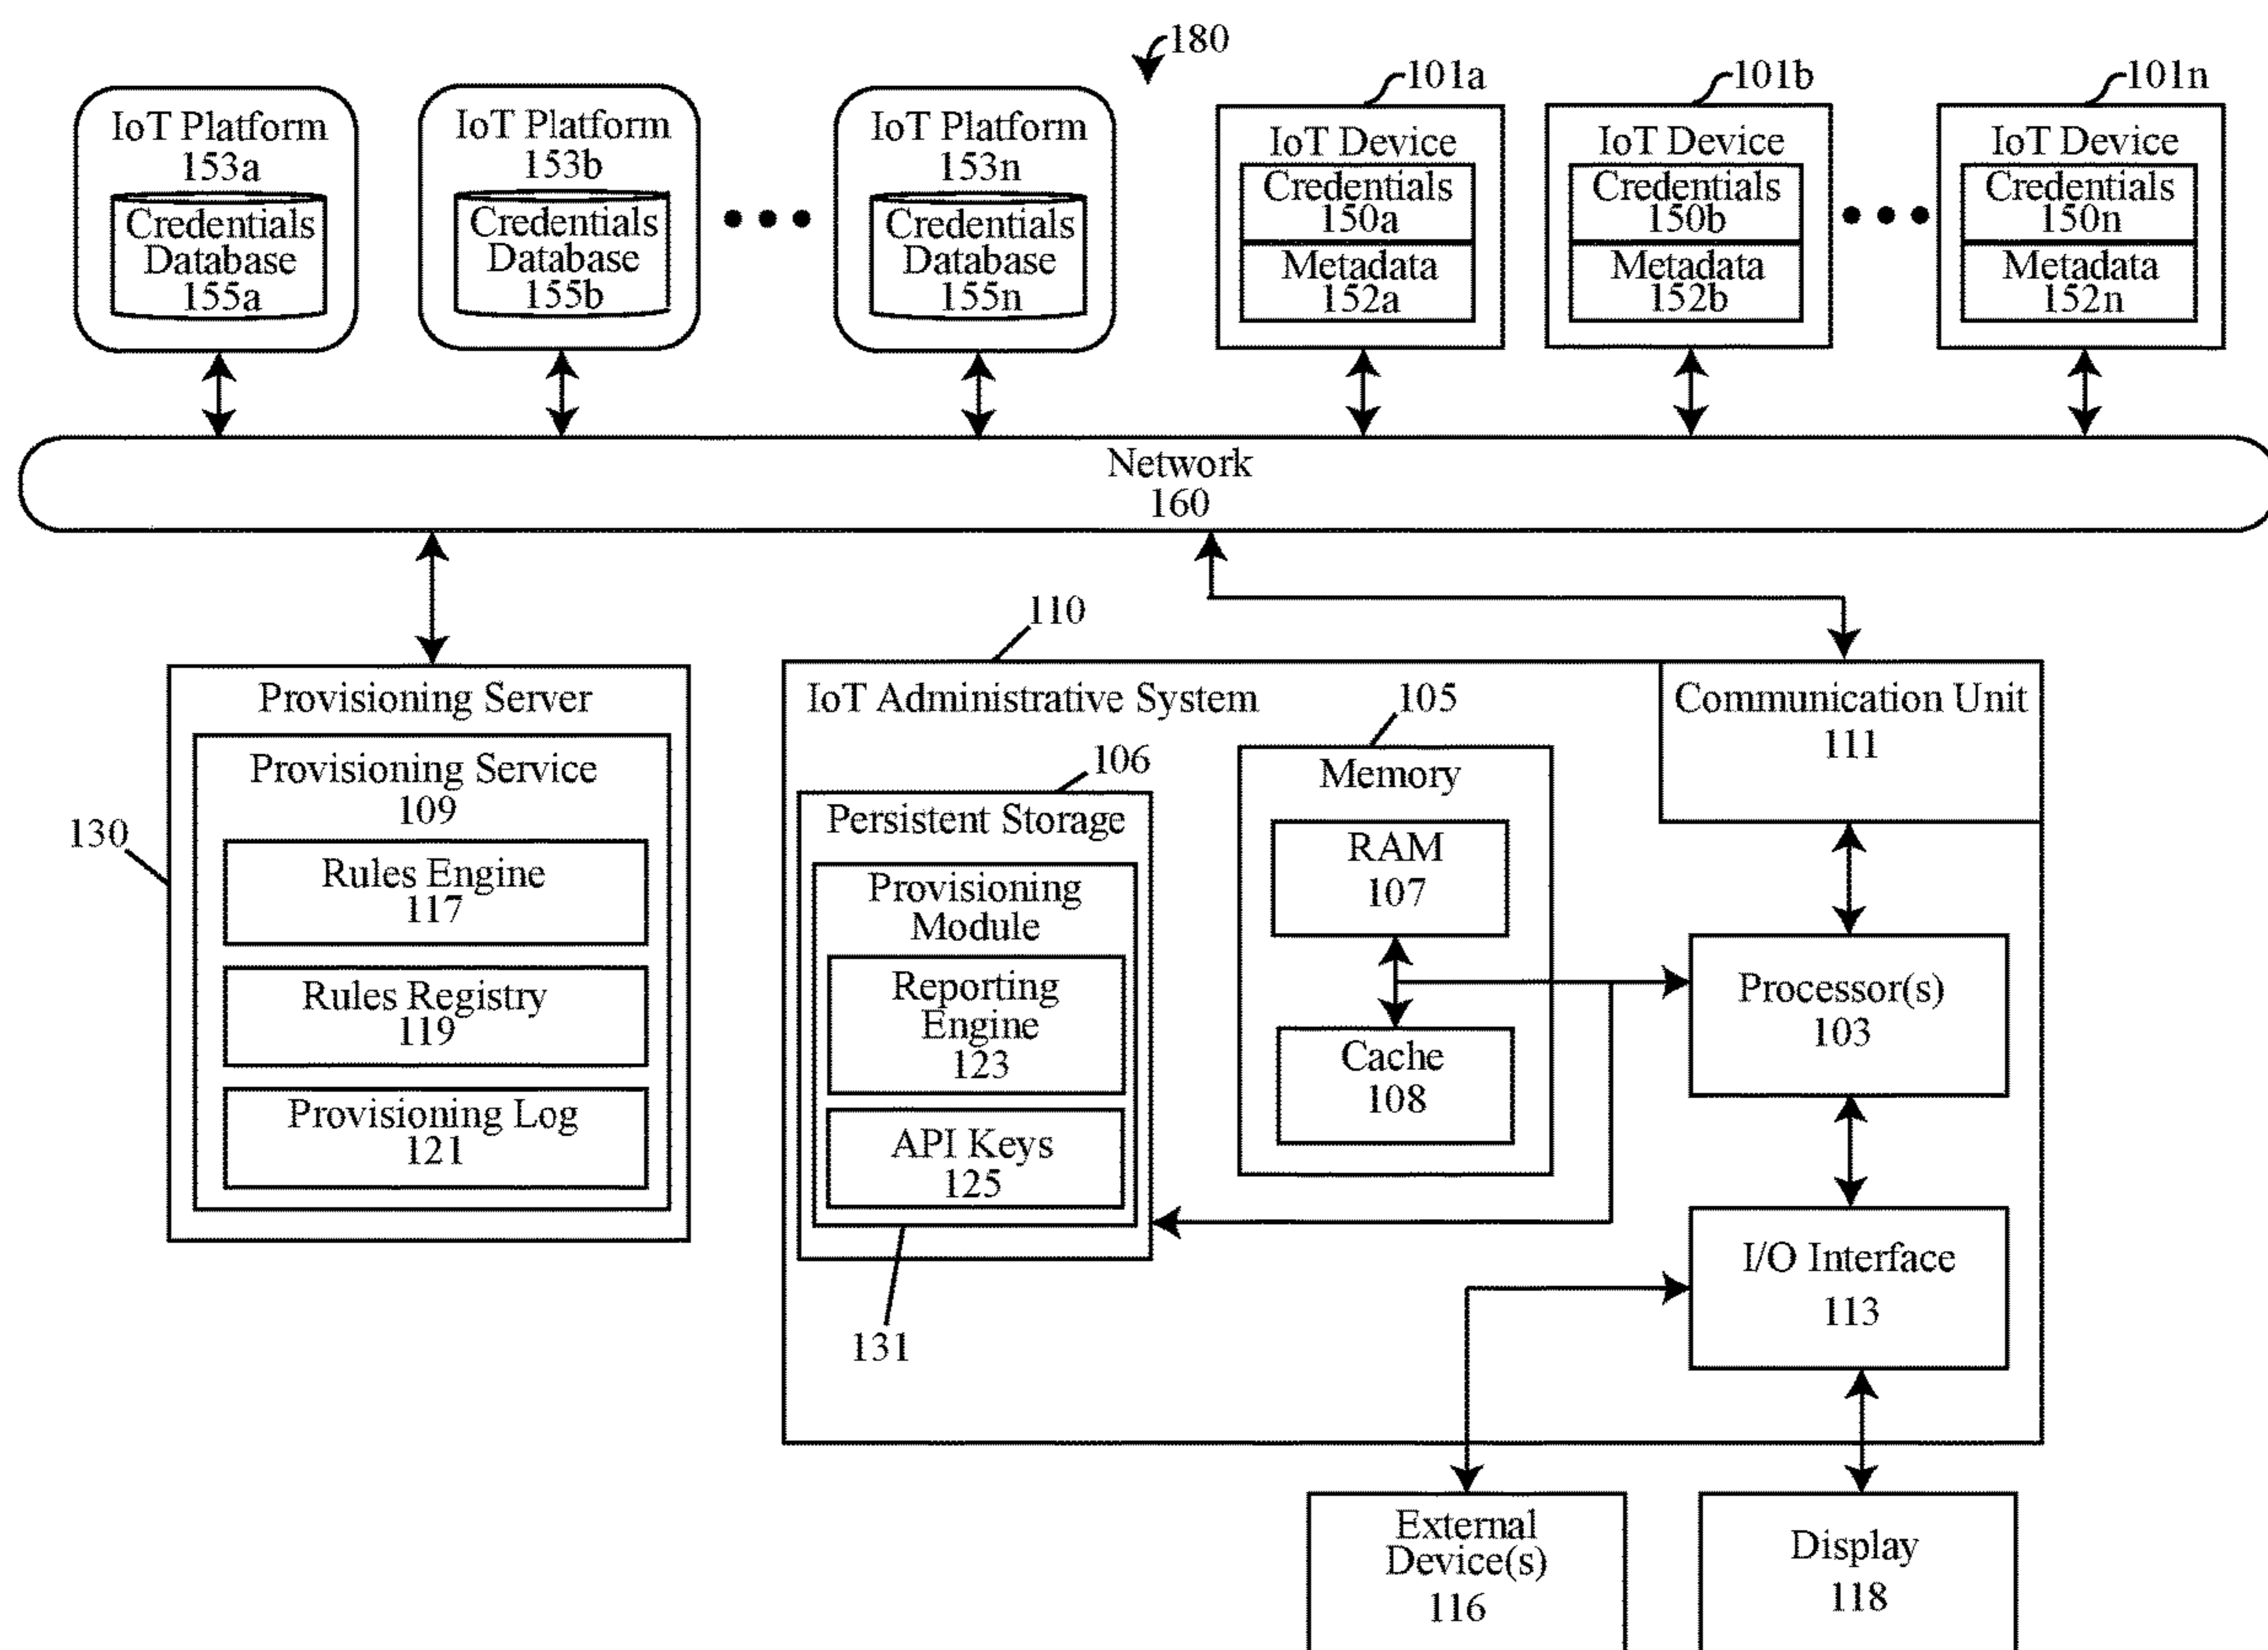 180
101a
101b
101n
IoT Platform
153a
Credentials
Database
155a
IoT Platform
153b
Credentials
Database
155b
IoT Platform
153n
Credentials
Database
155n
IoT Device
Credentials
150a
Metadata
152a
IoT Device
Credentials
150b
Metadata
152b
IoT Device
Credentials
150n
Metadata
152n
Network
160
130
Provisioning Server
Provisioning Service
109
Rules Engine
117
Rules Registry
119
Provisioning Log
121
110
IoT Administrative System
106
Persistent Storage
Provisioning
Module
Reporting
Engine
123
API Keys
125
131
105
Memory
RAM
107
Cache
108
Communication Unit
111
Processor(s)
103
I/O Interface
113
External
Device(s)
116
Display
118